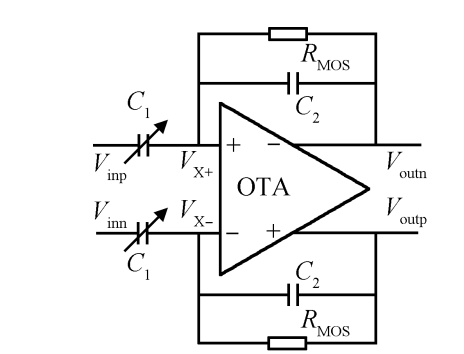 R_MOS
C_2
C_1
V_inp
V_X+
+ −
V_outn
OTA
V_inn
V_X−
V_outp
− +
C_1
C_2
R_MOS